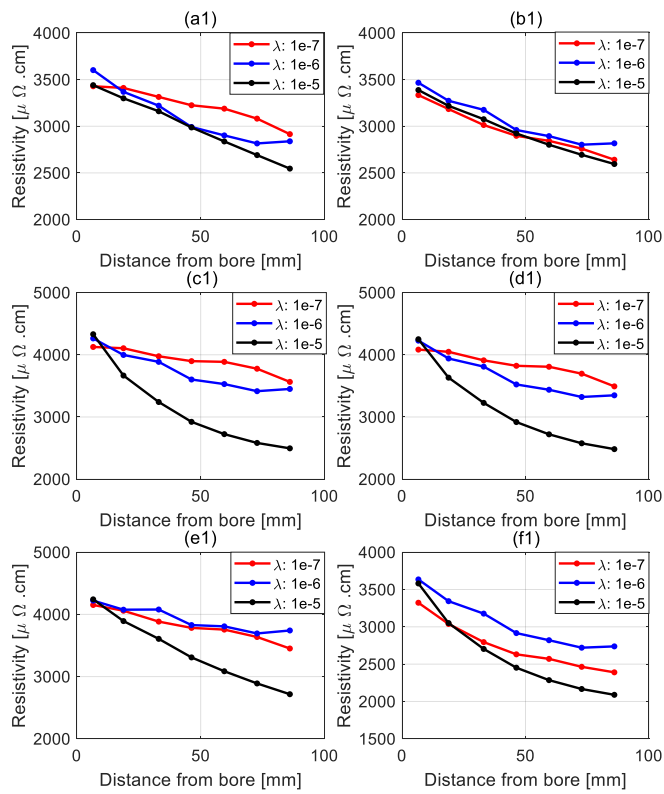 (a1)
4000
3500
3000
2500
2000
Resistivity [μ Ω .cm]
λ: 1e-7
λ: 1e-6
λ: 1e-5
0
50
100
Distance from bore [mm]
(b1)
4000
3500
3000
2500
2000
Resistivity [μ Ω .cm]
λ: 1e-7
λ: 1e-6
λ: 1e-5
0
50
100
Distance from bore [mm]
(c1)
5000
4000
3000
2000
Resistivity [μ Ω .cm]
λ: 1e-7
λ: 1e-6
λ: 1e-5
0
50
100
Distance from bore [mm]
(d1)
5000
4000
3000
2000
Resistivity [μ Ω .cm]
λ: 1e-7
λ: 1e-6
λ: 1e-5
0
50
100
Distance from bore [mm]
(e1)
5000
4000
3000
2000
Resistivity [μ Ω .cm]
λ: 1e-7
λ: 1e-6
λ: 1e-5
0
50
100
Distance from bore [mm]
(f1)
4000
3500
3000
2500
2000
1500
Resistivity [μ Ω .cm]
λ: 1e-7
λ: 1e-6
λ: 1e-5
0
50
100
Distance from bore [mm]